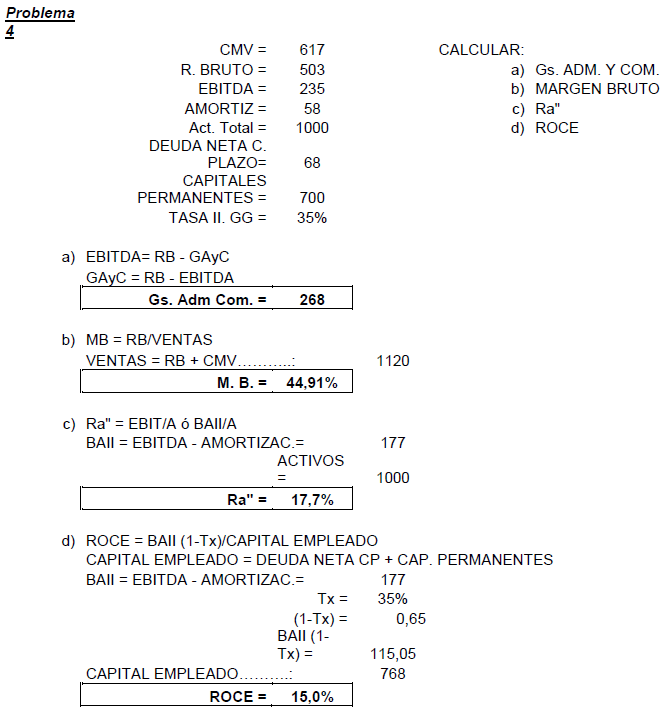 Problema
4
CMV = 617 CALCULAR:
R. BRUTO = 503 a) Gs. ADM. Y COM.
EBITDA = 235 b) MARGEN BRUTO
AMORTIZ = 58 c) Ra"
Act. Total = 1000 d) ROCE
DEUDA NETA C.
PLAZO= 68
CAPITALES
PERMANENTES = 700
TASA II. GG = 35%
a) EBITDA= RB - GAyC
GAyC = RB - EBITDA
Gs. Adm Com. = 268
b) MB = RB/VENTAS
VENTAS = RB + CMV………..: 1120
M. B. = 44,91%
c) Ra" = EBIT/A ó BAII/A
BAII = EBITDA - AMORTIZAC.= 177
ACTIVOS
= 1000
Ra" = 17,7%
d) ROCE = BAII (1-Tx)/CAPITAL EMPLEADO
CAPITAL EMPLEADO = DEUDA NETA CP + CAP. PERMANENTES
BAII = EBITDA - AMORTIZAC.= 177
Tx = 35%
(1-Tx) = 0,65
BAII (1-
Tx) = 115,05
CAPITAL EMPLEADO……….: 768
ROCE = 15,0%